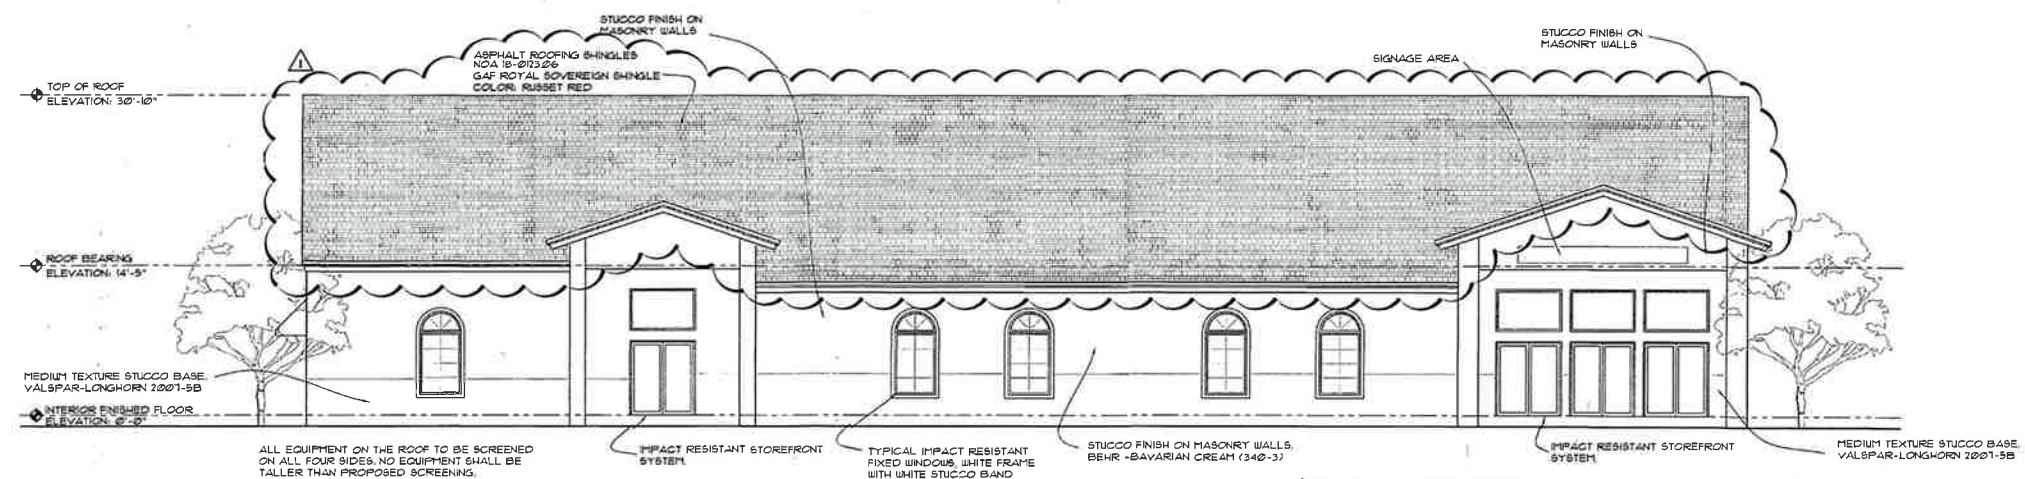 STUCCO FINISH ON
MASONRY WALLS
1
ASPHALT ROOFING SHINGLES
NOA 18-0123.06
GAF ROYAL SOVEREIGN SHINGLE
COLOR: RUSSET RED
STUCCO FINISH ON
MASONRY WALLS
SIGNAGE AREA
TOP OF ROOF
ELEVATION: 30'-10"
ROOF BEARING
ELEVATION: 14'-9"
MEDIUM TEXTURE STUCCO BASE.
VALSPAR-LONGHORN 2007-5B
INTERIOR FINISHED FLOOR
ELEVATION: 0'-0"
ALL EQUIPMENT ON THE ROOF TO BE SCREENED
ON ALL FOUR SIDES. NO EQUIPMENT SHALL BE
TALLER THAN PROPOSED SCREENING.
IMPACT RESISTANT STOREFRONT
SYSTEM.
TYPICAL IMPACT RESISTANT
FIXED WINDOWS, WHITE FRAME
WITH WHITE STUCCO BAND
STUCCO FINISH ON MASONRY WALLS.
BEHR -BAVARIAN CREAM (340-3)
IMPACT RESISTANT STOREFRONT
SYSTEM.
MEDIUM TEXTURE STUCCO BASE.
VALSPAR-LONGHORN 2007-5B